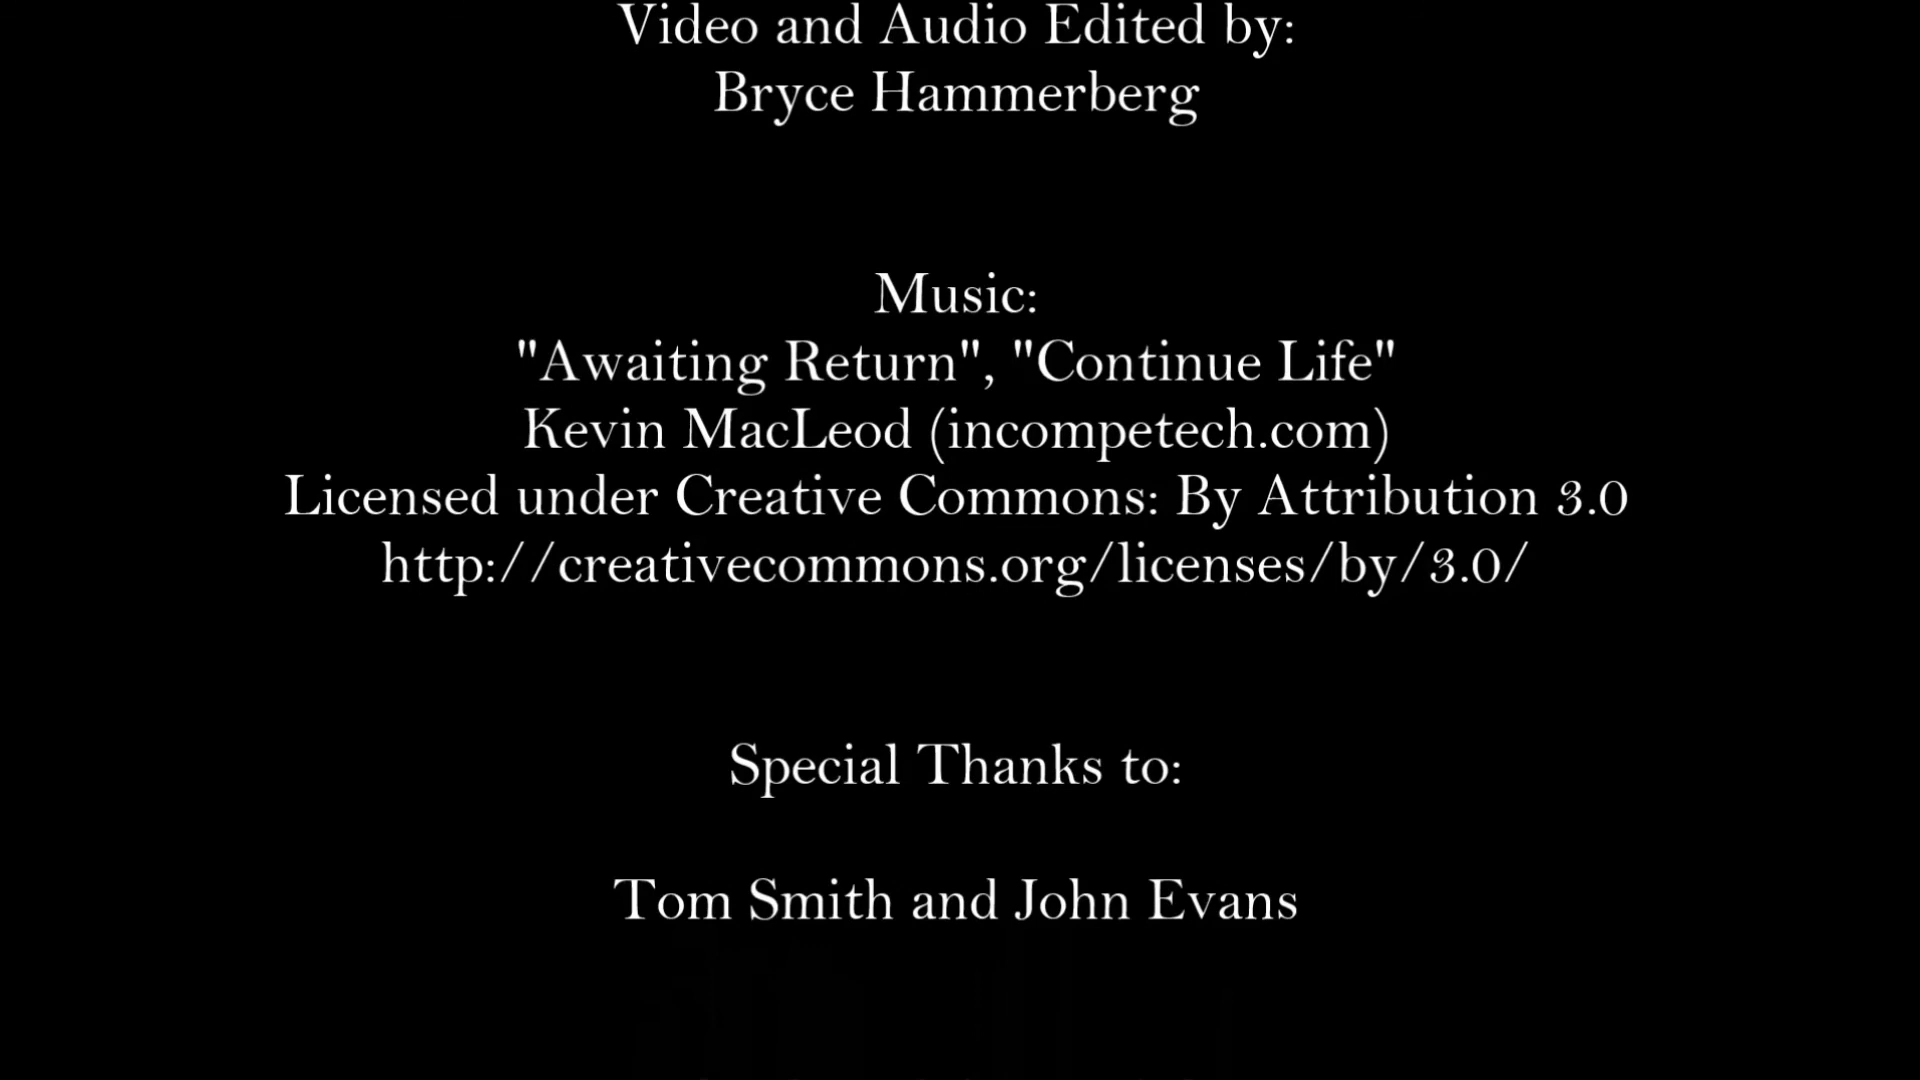 Video and Audio Edited by:
Bryce Hammerberg
Music:
"Awaiting Return", "Continue Life"
Kevin MacLeod (incompetech.com)
Licensed under Creative Commons: By Attribution 3.0
http://creativecommons.org/licenses/by/3.0/
Special Thanks to:
Tom Smith and John Evans